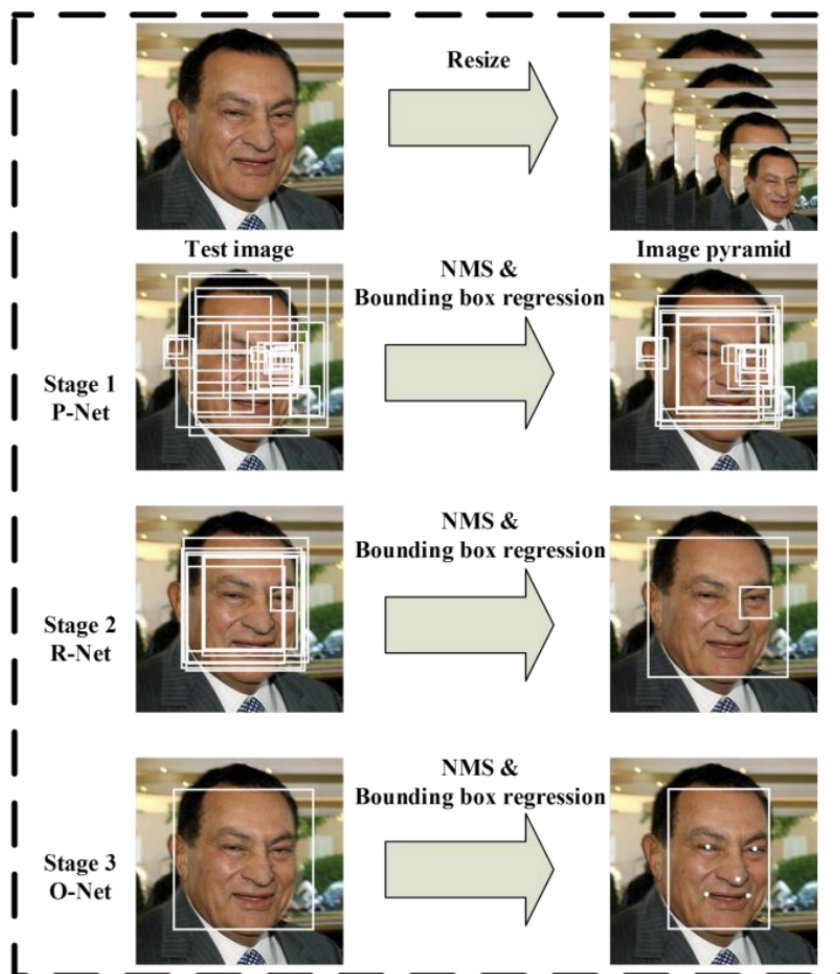 Resize
Test image
Image pyramid
NMS &
Bounding box regression
Stage 1
P-Net
NMS &
Bounding box regression
Stage 2
R-Net
NMS &
Bounding box regression
Stage 3
O-Net